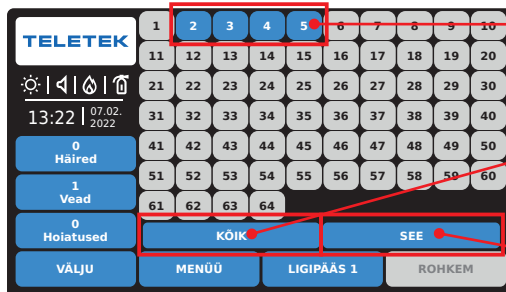 TELETEK
13:22
07.02.
2022
0
Häired
1
Vead
0
Hoiatused
VÄLJU
1 2 3 4 5 6 7 8 9 10
11 12 13 14 15 16 17 18 19 20
21 22 23 24 25 26 27 28 29 30
31 32 33 34 35 36 37 38 39 40
41 42 43 44 45 46 47 48 49 50
51 52 53 54 55 56 57 58 59 60
61 62 63 64
KÕIK SEE
MENÜÜ LIGIPÄÄS 1 ROHKEM